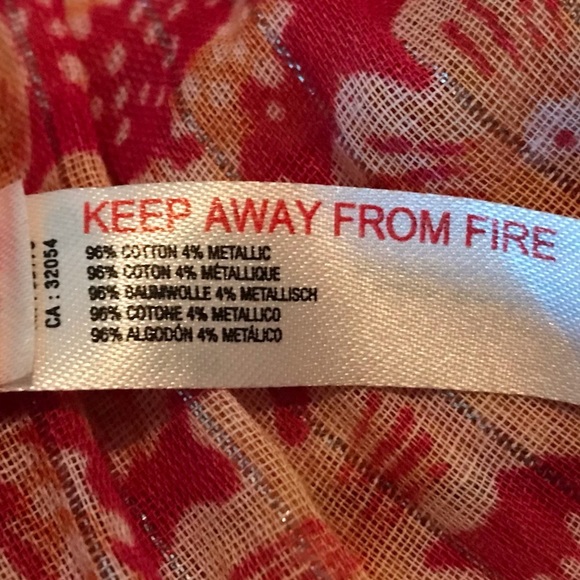 KEEP AWAY FROM FIRE
96% COTTON 4% METALLIC
96% COTON 4% MÉTALLIQUE
96% BAUMWOLLE 4% METALLISCH
96% COTONE 4% METALLICO
96% ALGODÓN 4% METÁLICO
CA : 32054